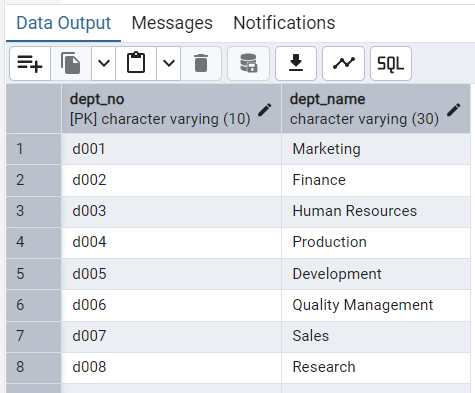 Data Output Messages Notifications
SQL
dept_no dept_name
[PK] character varying (10) character varying (30)
1 d001 Marketing
2 d002 Finance
3 d003 Human Resources
4 d004 Production
5 d005 Development
6 d006 Quality Management
7 d007 Sales
8 d008 Research